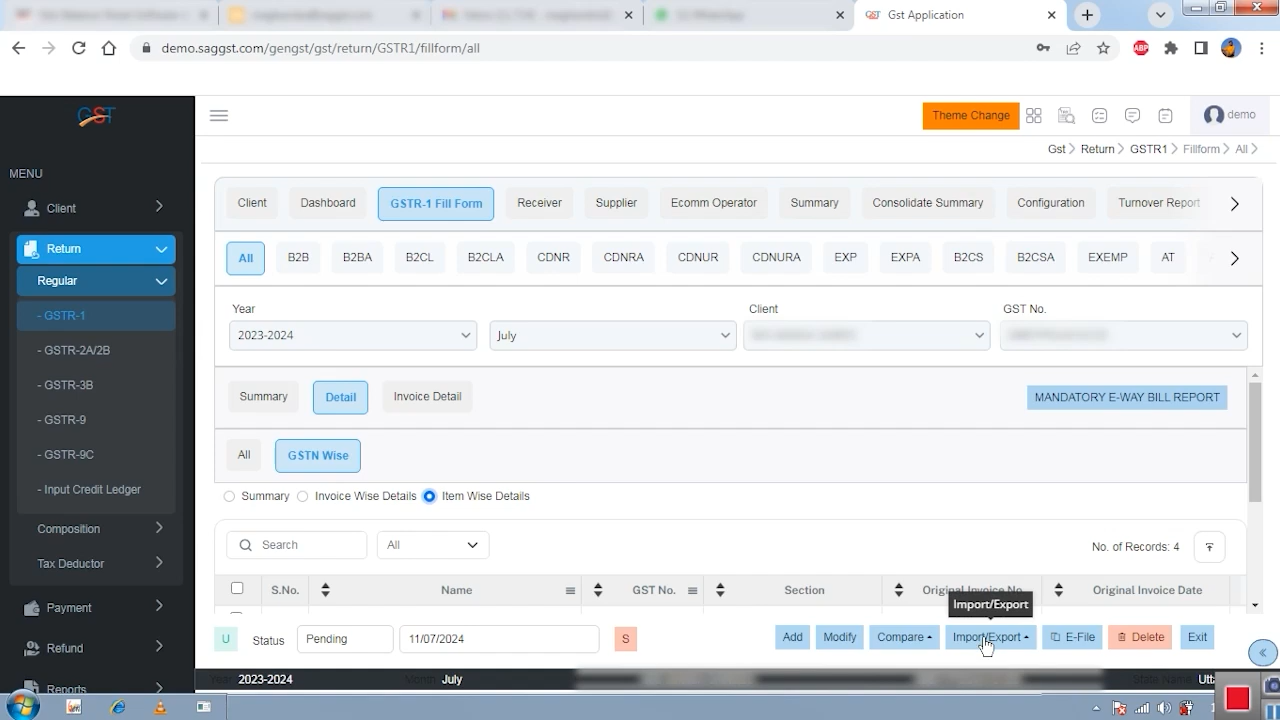 Gst Application
demo.saggst.com/gengst/gst/return/GSTR1/fillform/all
ABP
GST
Theme Change
demo
Gst > Return > GSTR1 > Fillform > All >
MENU
Client
Return
Regular
- GSTR-1
- GSTR-2A/2B
- GSTR-3B
- GSTR-9
- GSTR-9C
- Input Credit Ledger
Composition
Tax Deductor
Payment
Refund
Reports
Client Dashboard GSTR-1 Fill Form Receiver Supplier Ecomm Operator Summary Consolidate Summary Configuration Turnover Report
All B2B B2BA B2CL B2CLA CDNR CDNRA CDNUR CDNURA EXP EXPA B2CS B2CSA EXEMP AT
Year Client GST No.
2023-2024 July
Summary Detail Invoice Detail MANDATORY E-WAY BILL REPORT
All GSTN Wise
Summary Invoice Wise Details Item Wise Details
Search All No. of Records: 4
S.No. Name GST No. Section Original Invoice No. Original Invoice Date
Import/Export
U Status Pending 11/07/2024 S Add Modify Compare Import/Export E-File Delete Exit
2023-2024 Month July